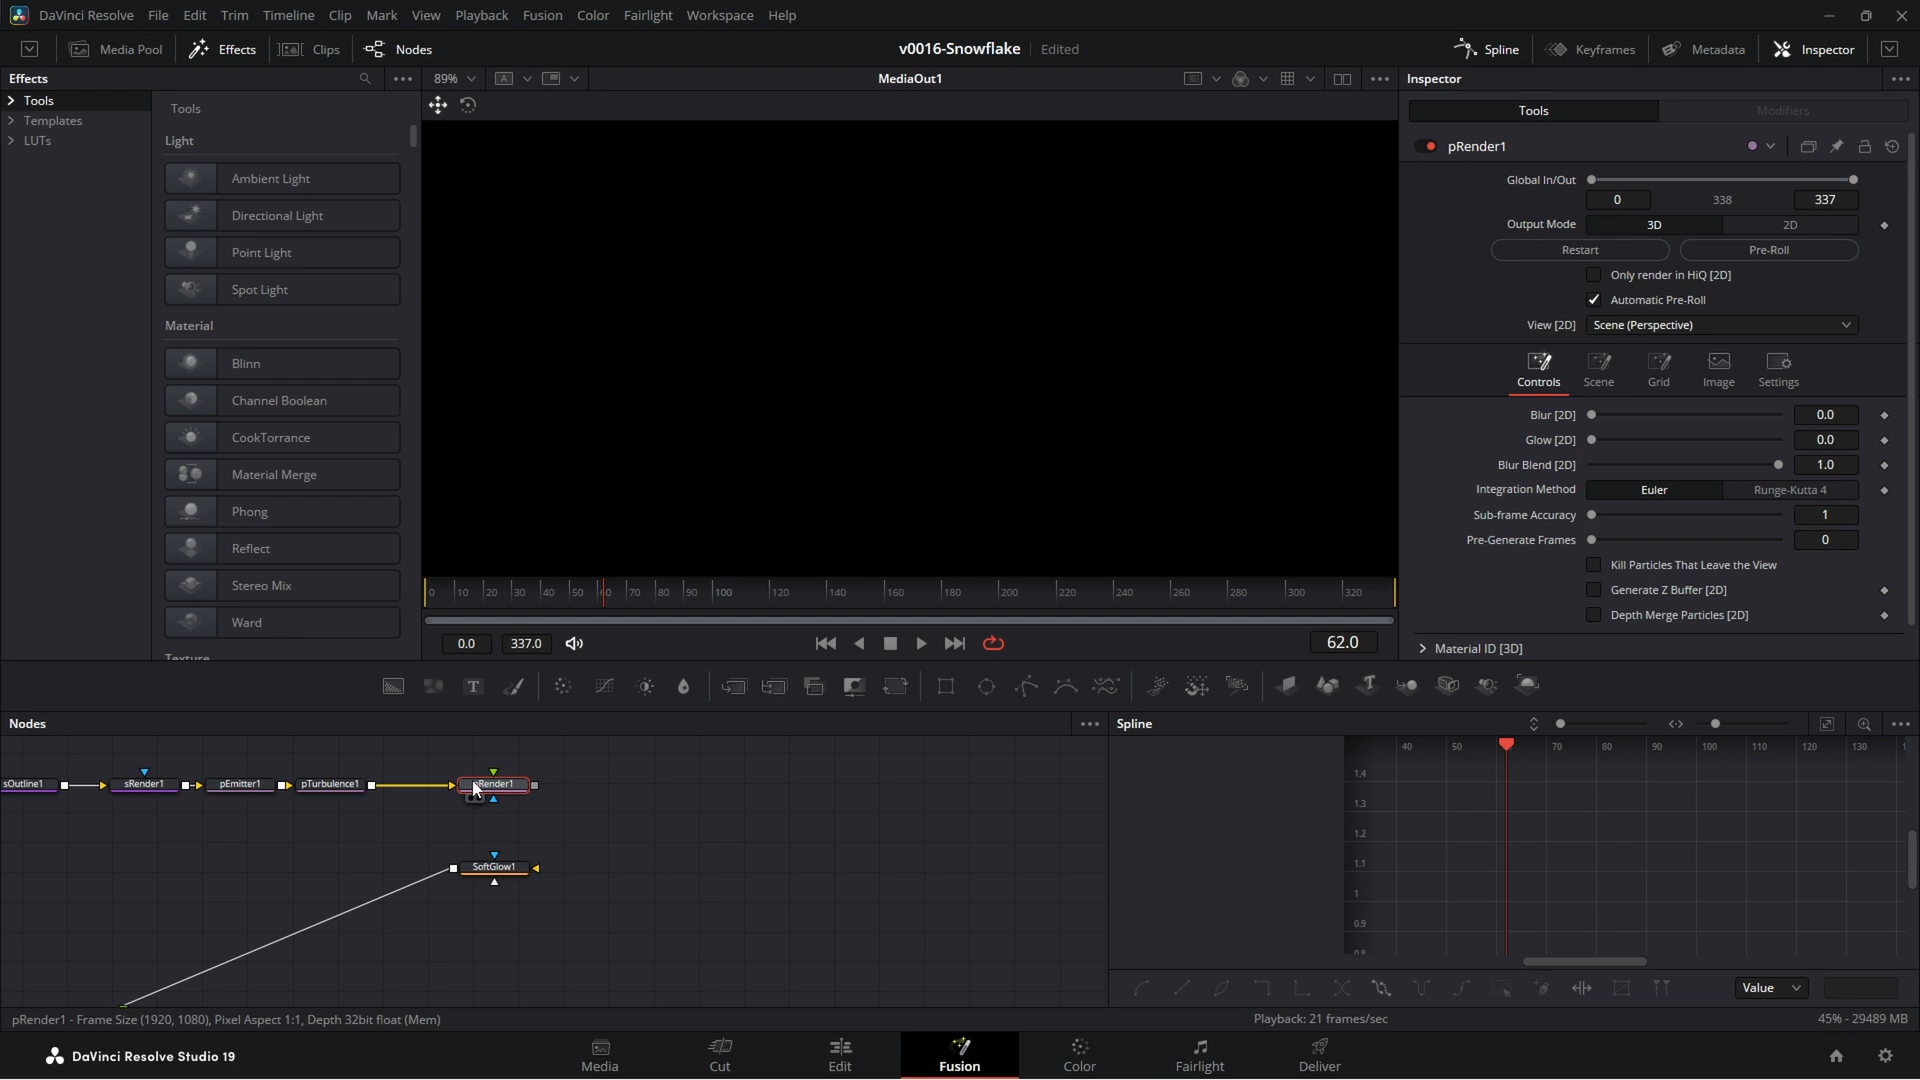 DaVinci Resolve File Edit Trim Timeline Clip Mark View Playback Fusion Color Fairlight Workspace Help
Media Pool Effects Clips Nodes v0016-Snowflake Edited Spline Keyframes Metadata Inspector
Effects 89% A MediaOut1 Inspector
Tools
Templates
LUTs
Tools
Light
Ambient Light
Directional Light
Point Light
Spot Light
Material
Blinn
Channel Boolean
CookTorrance
Material Merge
Phong
Reflect
Stereo Mix
Ward
Texture
0 10 20 30 40 50 60 70 80 90 100 120 140 160 180 200 220 240 260 280 300 320
0.0 337.0 62.0
Tools Modifiers
pRender1
Global In/Out
0 338 337
Output Mode 3D 2D
Restart Pre-Roll
Only render in HiQ [2D]
Automatic Pre-Roll
View [2D] Scene (Perspective)
Controls Scene Grid Image Settings
Blur [2D] 0.0
Glow [2D] 0.0
Blur Blend [2D] 1.0
Integration Method Euler Runge-Kutta 4
Sub-frame Accuracy 1
Pre-Generate Frames 0
Kill Particles That Leave the View
Generate Z Buffer [2D]
Depth Merge Particles [2D]
Material ID [3D]
T T
Nodes Spline
sOutline1 sRender1 pEmitter1 pTurbulence1 pRender1
SoftGlow1
40 50 70 80 90 100 110 120 130
1.4
1.3
1.2
1.1
1
0.9
0.8
Value
pRender1 - Frame Size (1920, 1080), Pixel Aspect 1:1, Depth 32bit float (Mem) Playback: 21 frames/sec 45% - 29489 MB
DaVinci Resolve Studio 19 Media Cut Edit Fusion Color Fairlight Deliver